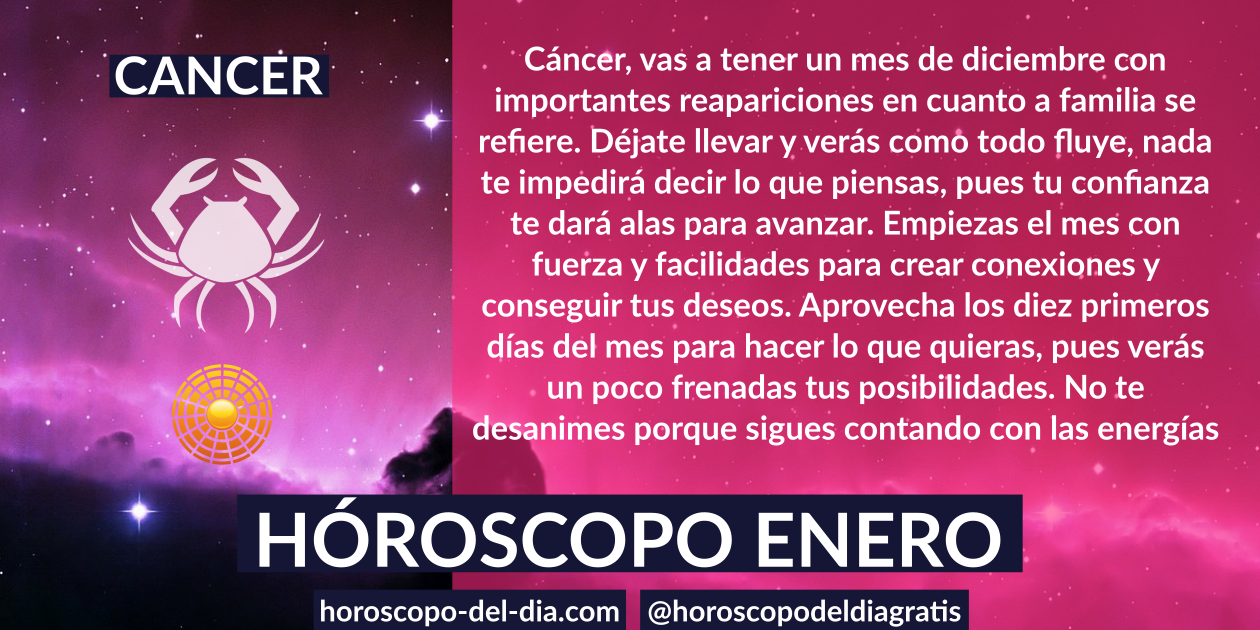 CANCER
Cáncer, vas a tener un mes de diciembre con
importantes reapariciones en cuanto a familia se
refiere. Déjate llevar y verás como todo fluye, nada
te impedirá decir lo que piensas, pues tu confianza
te dará alas para avanzar. Empiezas el mes con
fuerza y facilidades para crear conexiones y
conseguir tus deseos. Aprovecha los diez primeros
días del mes para hacer lo que quieras, pues verás
un poco frenadas tus posibilidades. No te
desanimes porque sigues contando con las energías
HÓROSCOPO ENERO
horoscopo-del-dia.com
@horoscopodeldiagratis